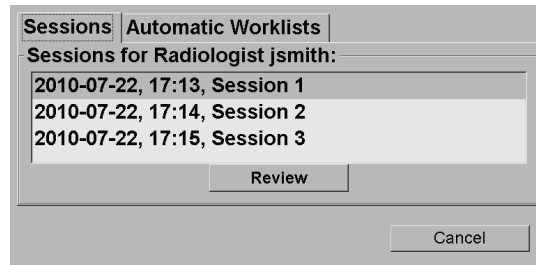 Sessions Automatic Worklists
Sessions for Radiologist jsmith:
2010-07-22, 17:13, Session 1
2010-07-22, 17:14, Session 2
2010-07-22, 17:15, Session 3
Review
Cancel